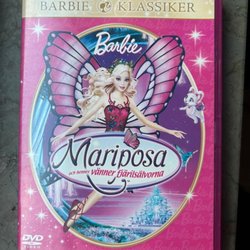 BARBIE KLASSIKER
Barbie
Mariposa
och hennes vänner fjärilsälvorna
DVD